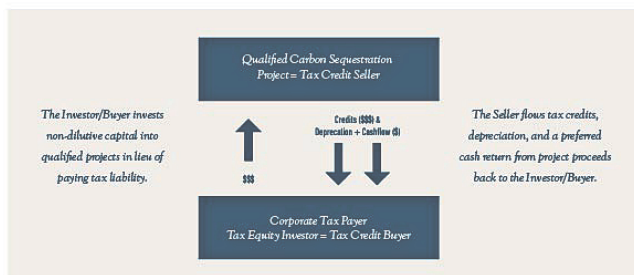 Qualified Carbon Sequestration
Project = Tax Credit Seller
The Investor/Buyer invests
non-dilutive capital into
qualified projects in lieu of
paying tax liability.
$$$
Credits ($$$) &
Deprecation + Cashflow ($)
The Seller flows tax credits,
depreciation, and a preferred
cash return from project proceeds
back to the Investor/Buyer.
Corporate Tax Payer
Tax Equity Investor = Tax Credit Buyer